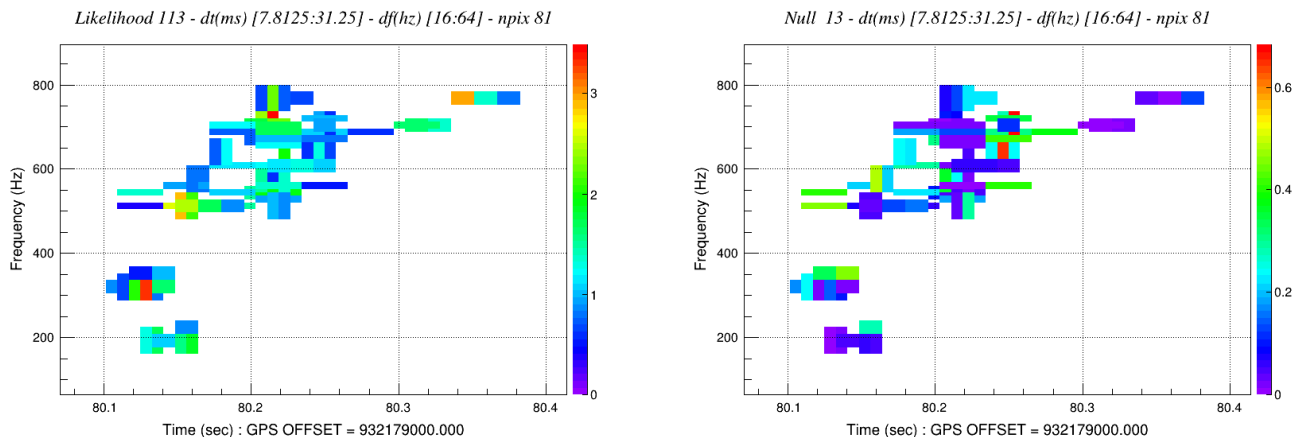 Likelihood 113 - dt(ms) [7.8125:31.25] - df(hz) [16:64] - npix 81
Frequency (Hz)
800
600
400
200
80.1 80.2 80.3 80.4
Time (sec) : GPS OFFSET = 932179000.000
3
2
1
0
Null 13 - dt(ms) [7.8125:31.25] - df(hz) [16:64] - npix 81
Frequency (Hz)
800
600
400
200
80.1 80.2 80.3 80.4
Time (sec) : GPS OFFSET = 932179000.000
0.6
0.4
0.2
0